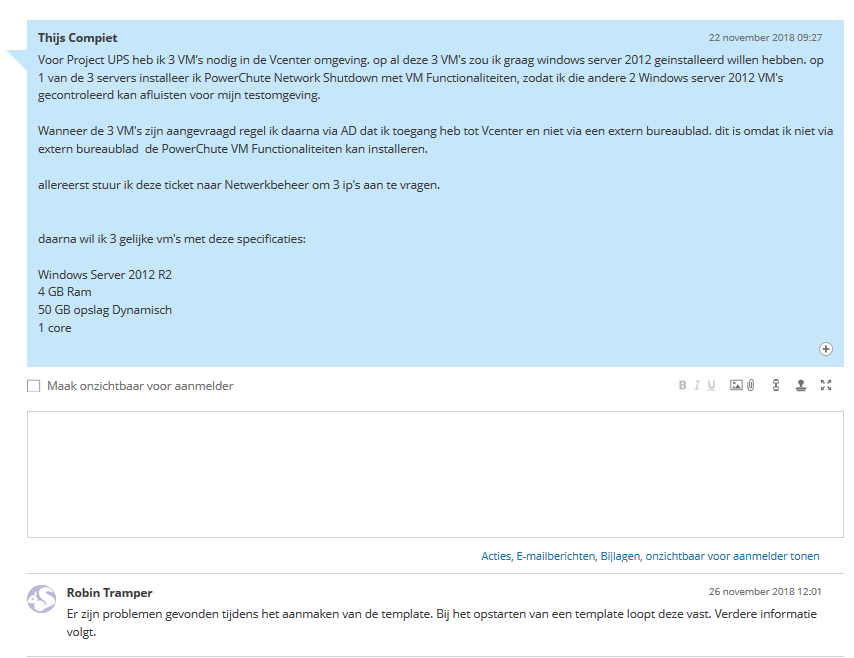 Thijs Compiet
22 november 2018 09:27
Voor Project UPS heb ik 3 VM's nodig in de Vcenter omgeving. op al deze 3 VM's zou ik graag windows server 2012 geinstalleerd willen hebben. op
1 van de 3 servers installeer ik PowerChute Network Shutdown met VM Functionaliteiten, zodat ik die andere 2 Windows server 2012 VM's
gecontroleerd kan afluisten voor mijn testomgeving.
Wanneer de 3 VM's zijn aangevraagd regel ik daarna via AD dat ik toegang heb tot Vcenter en niet via een extern bureaublad. dit is omdat ik niet via
extern bureaublad de PowerChute VM Functionaliteiten kan installeren.
allereerst stuur ik deze ticket naar Netwerkbeheer om 3 ip's aan te vragen.
daarna wil ik 3 gelijke vm's met deze specificaties:
Windows Server 2012 R2
4 GB Ram
50 GB opslag Dynamisch
1 core
Maak onzichtbaar voor aanmelder
B I U
Acties, E-mailberichten, Bijlagen, onzichtbaar voor aanmelder tonen
Robin Tramper
26 november 2018 12:01
Er zijn problemen gevonden tijdens het aanmaken van de template. Bij het opstarten van een template loopt deze vast. Verdere informatie
volgt.